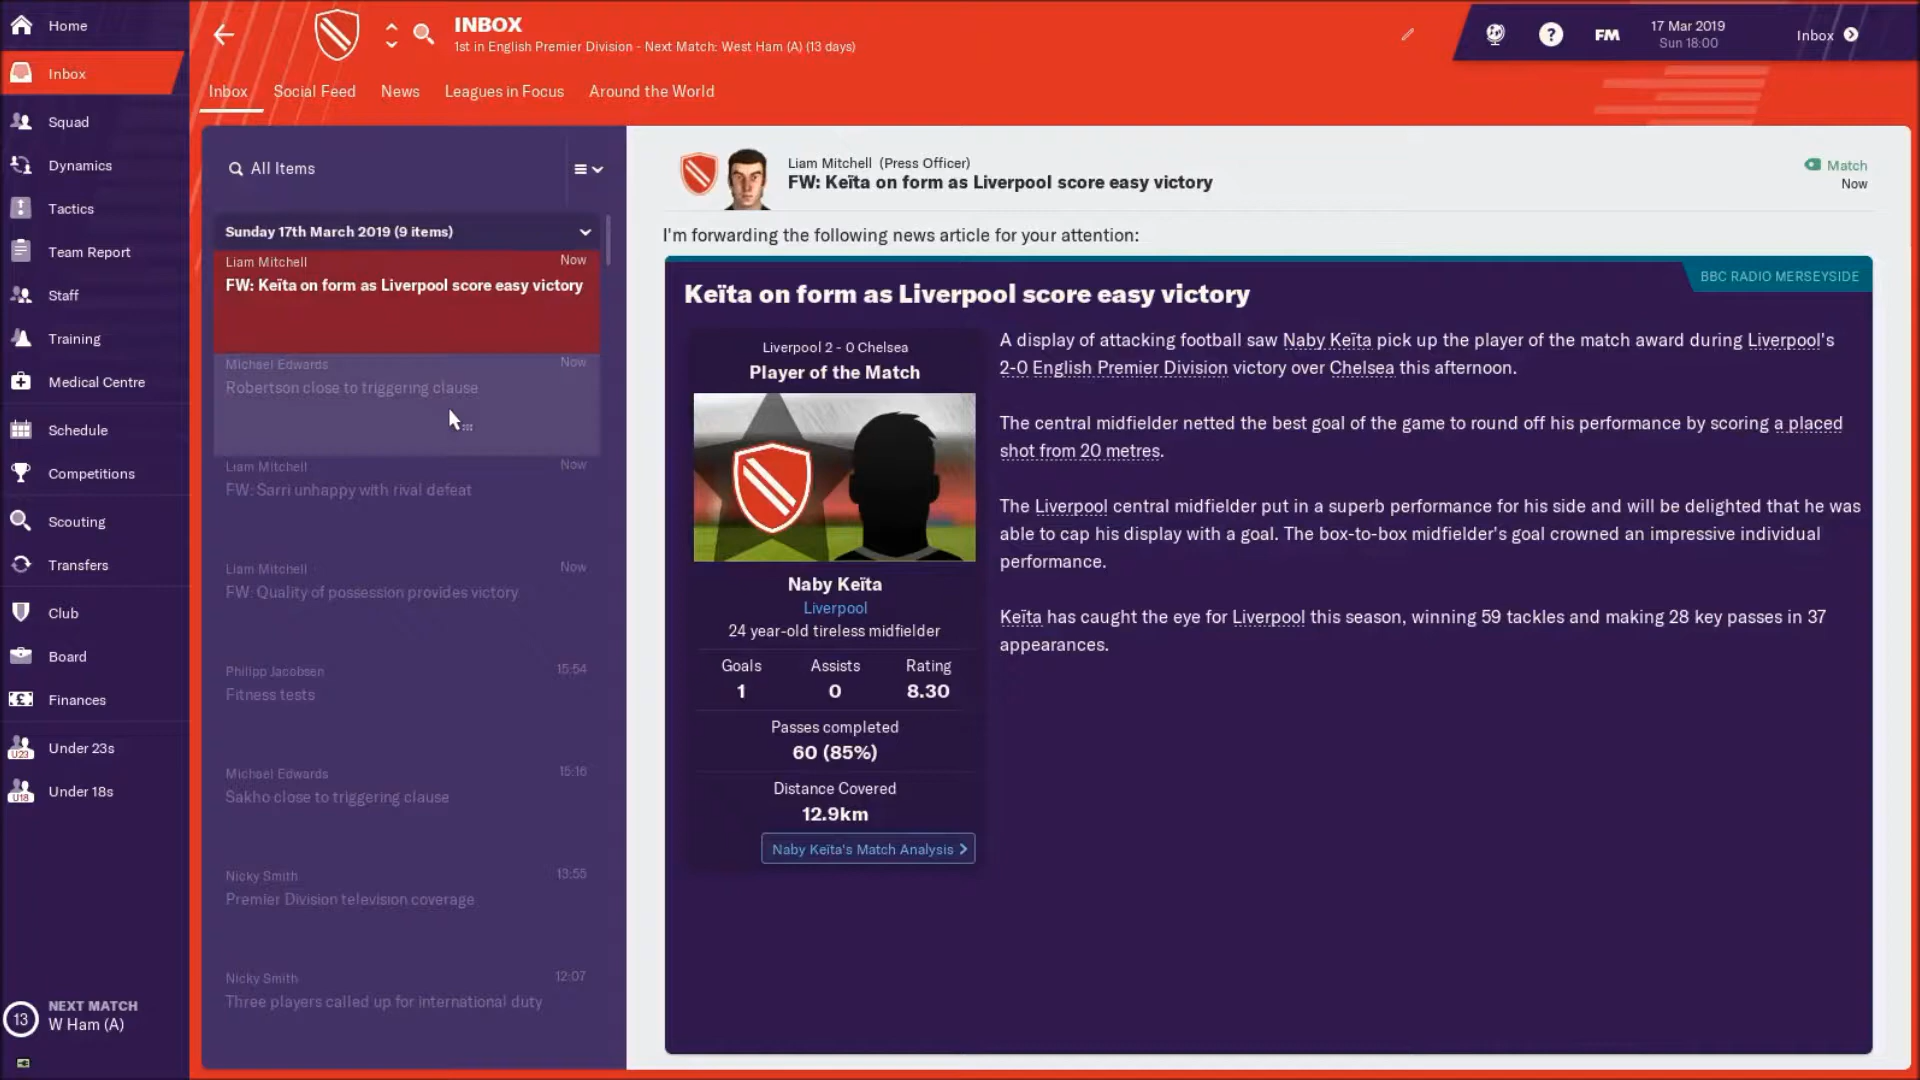 Home
Inbox
Squad
Dynamics
Tactics
Team Report
Staff
Training
Medical Centre
Schedule
Competitions
Scouting
Transfers
Club
Board
Finances
U23
Under 23s
U18
Under 18s
NEXT MATCH
13
W Ham (A)
INBOX
1st in English Premier Division - Next Match: West Ham (A) (13 days)
Inbox Social Feed News Leagues in Focus Around the World
? FM
17 Mar 2019
Sun 18:00
Inbox
All Items
Sunday 17th March 2019 (9 items)
Liam Mitchell Now
FW: Keïta on form as Liverpool score easy victory
Michael Edwards Now
Robertson close to triggering clause
Liam Mitchell Now
FW: Sarri unhappy with rival defeat
Liam Mitchell Now
FW: Quality of possession provides victory
Philipp Jacobsen 15:54
Fitness tests
Michael Edwards 15:16
Sakho close to triggering clause
Nicky Smith 13:55
Premier Division television coverage
Nicky Smith 12:07
Three players called up for international duty
Liam Mitchell (Press Officer)
FW: Keïta on form as Liverpool score easy victory
Match
Now
I'm forwarding the following news article for your attention:
BBC RADIO MERSEYSIDE
Keïta on form as Liverpool score easy victory
Liverpool 2 - 0 Chelsea
Player of the Match
Naby Keïta
Liverpool
24 year-old tireless midfielder
Goals Assists Rating
1 0 8.30
Passes completed
60 (85%)
Distance Covered
12.9km
Naby Keïta's Match Analysis
A display of attacking football saw Naby Keïta pick up the player of the match award during Liverpool's
2-0 English Premier Division victory over Chelsea this afternoon.
The central midfielder netted the best goal of the game to round off his performance by scoring a placed
shot from 20 metres.
The Liverpool central midfielder put in a superb performance for his side and will be delighted that he was
able to cap his display with a goal. The box-to-box midfielder's goal crowned an impressive individual
performance.
Keïta has caught the eye for Liverpool this season, winning 59 tackles and making 28 key passes in 37
appearances.